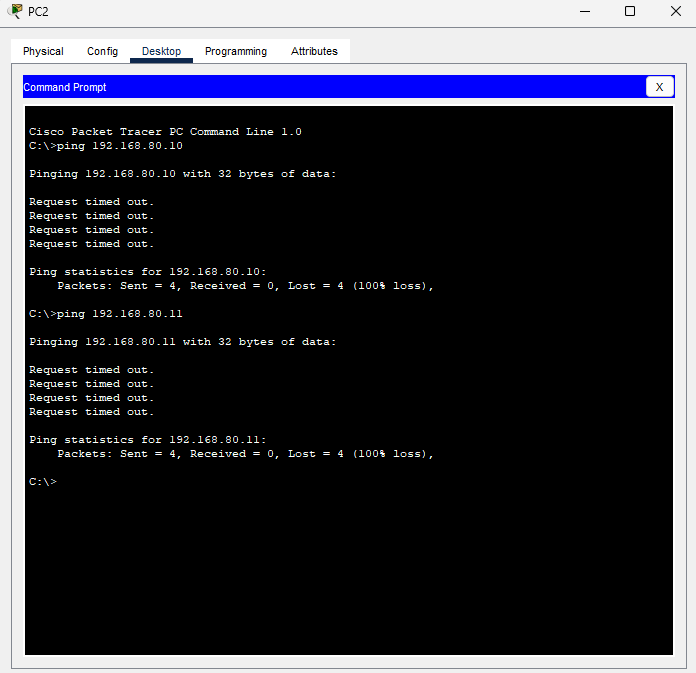 PC2
Physical Config Desktop Programming Attributes
Command Prompt X
Cisco Packet Tracer PC Command Line 1.0
C:\>ping 192.168.80.10
Pinging 192.168.80.10 with 32 bytes of data:
Request timed out.
Request timed out.
Request timed out.
Request timed out.
Ping statistics for 192.168.80.10:
    Packets: Sent = 4, Received = 0, Lost = 4 (100% loss),
C:\>ping 192.168.80.11
Pinging 192.168.80.11 with 32 bytes of data:
Request timed out.
Request timed out.
Request timed out.
Request timed out.
Ping statistics for 192.168.80.11:
    Packets: Sent = 4, Received = 0, Lost = 4 (100% loss),
C:\>